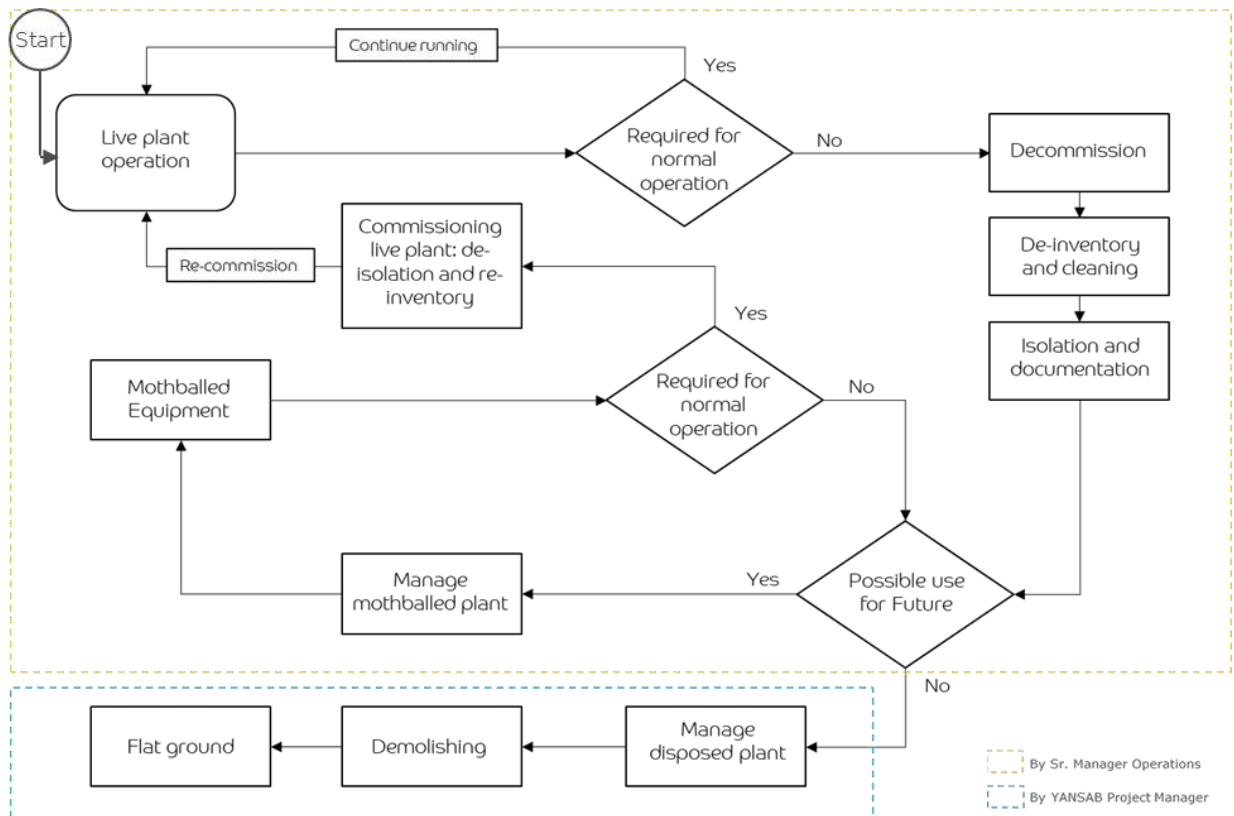 Start
Continue running
Yes
Live plant
operation
Required for
normal
operation
No
Decommission
Commissioning
live plant: de-
isolation and re-
inventory
Re-commission
De-inventory
and cleaning
Yes
Isolation and
documentation
Mothballed
Equipment
Required for
normal
operation
No
Manage
mothballed plant
Yes
Possible use
for Future
No
Flat ground
Demolishing
Manage
disposed plant
By Sr. Manager Operations
By YANSAB Project Manager